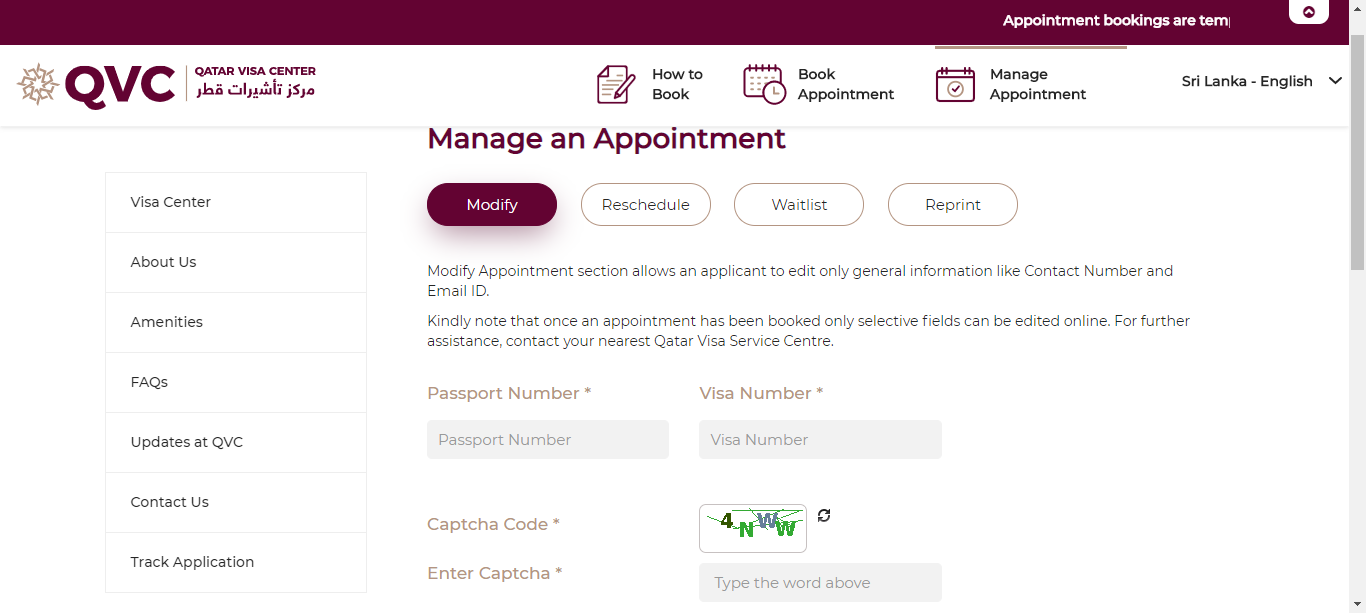 Appointment bookings are tem
QVC
QATAR VISA CENTER
مركز تأشيرات قطر
How to
Book
Book
Appointment
Manage
Appointment
Sri Lanka - English
Manage an Appointment
Visa Center
About Us
Amenities
FAQs
Updates at QVC
Contact Us
Track Application
Modify
Reschedule
Waitlist
Reprint
Modify Appointment section allows an applicant to edit only general information like Contact Number and
Email ID.
Kindly note that once an appointment has been booked only selective fields can be edited online. For further
assistance, contact your nearest Qatar Visa Service Centre.
Passport Number *
Visa Number *
Passport Number
Visa Number
Captcha Code *
4NWW
Enter Captcha *
Type the word above